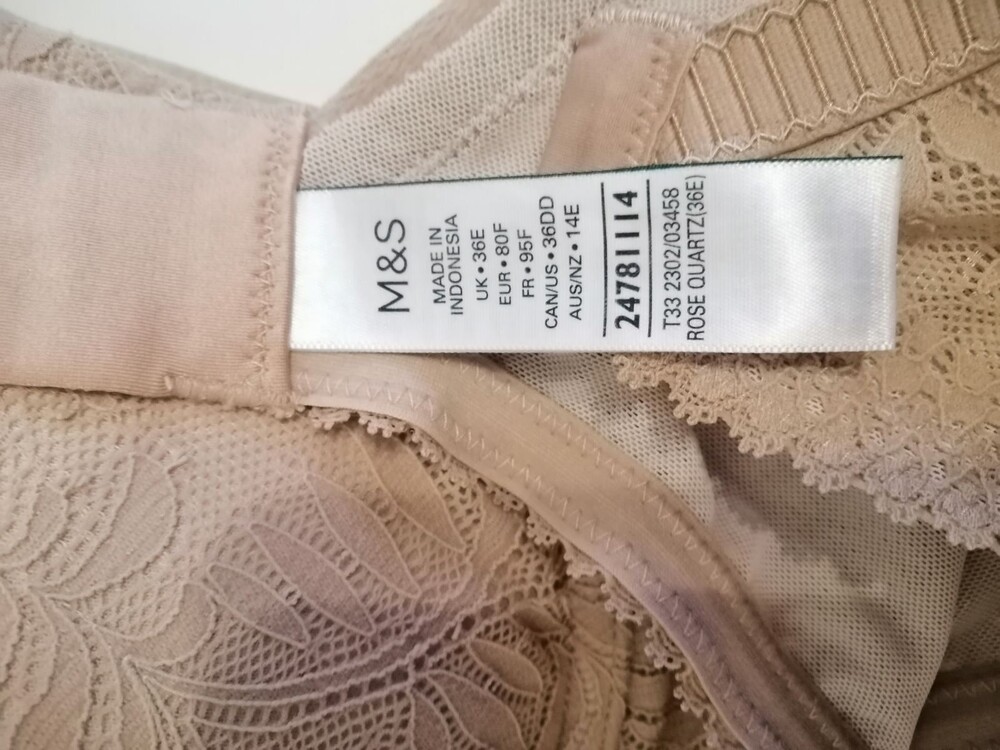 M&S
MADE IN
INDONESIA
UK • 36E
EUR • 80F
FR • 95F
CAN/US • 36DD
AUS/NZ • 14E
24781114
T33 2302/03458
ROSE QUARTZ(36E)